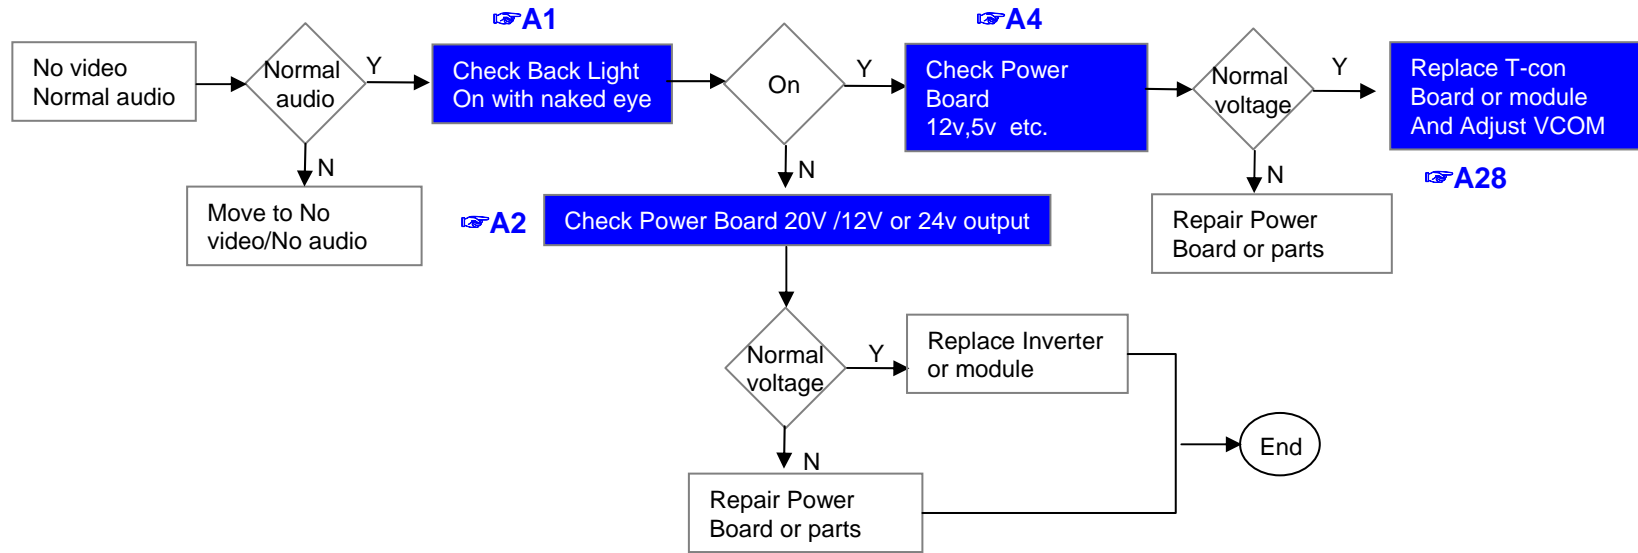 ☞A1
☞A4
No video
Normal audio
Normal
audio
Y
Check Back Light
On with naked eye
On
Y
Check Power
Board
12v,5v etc.
Normal
voltage
Y
Replace T-con
Board or module
And Adjust VCOM
N
N
N
☞A28
Move to No
video/No audio
☞A2
Check Power Board 20V /12V or 24v output
Repair Power
Board or parts
Normal
voltage
Y
Replace Inverter
or module
End
N
Repair Power
Board or parts